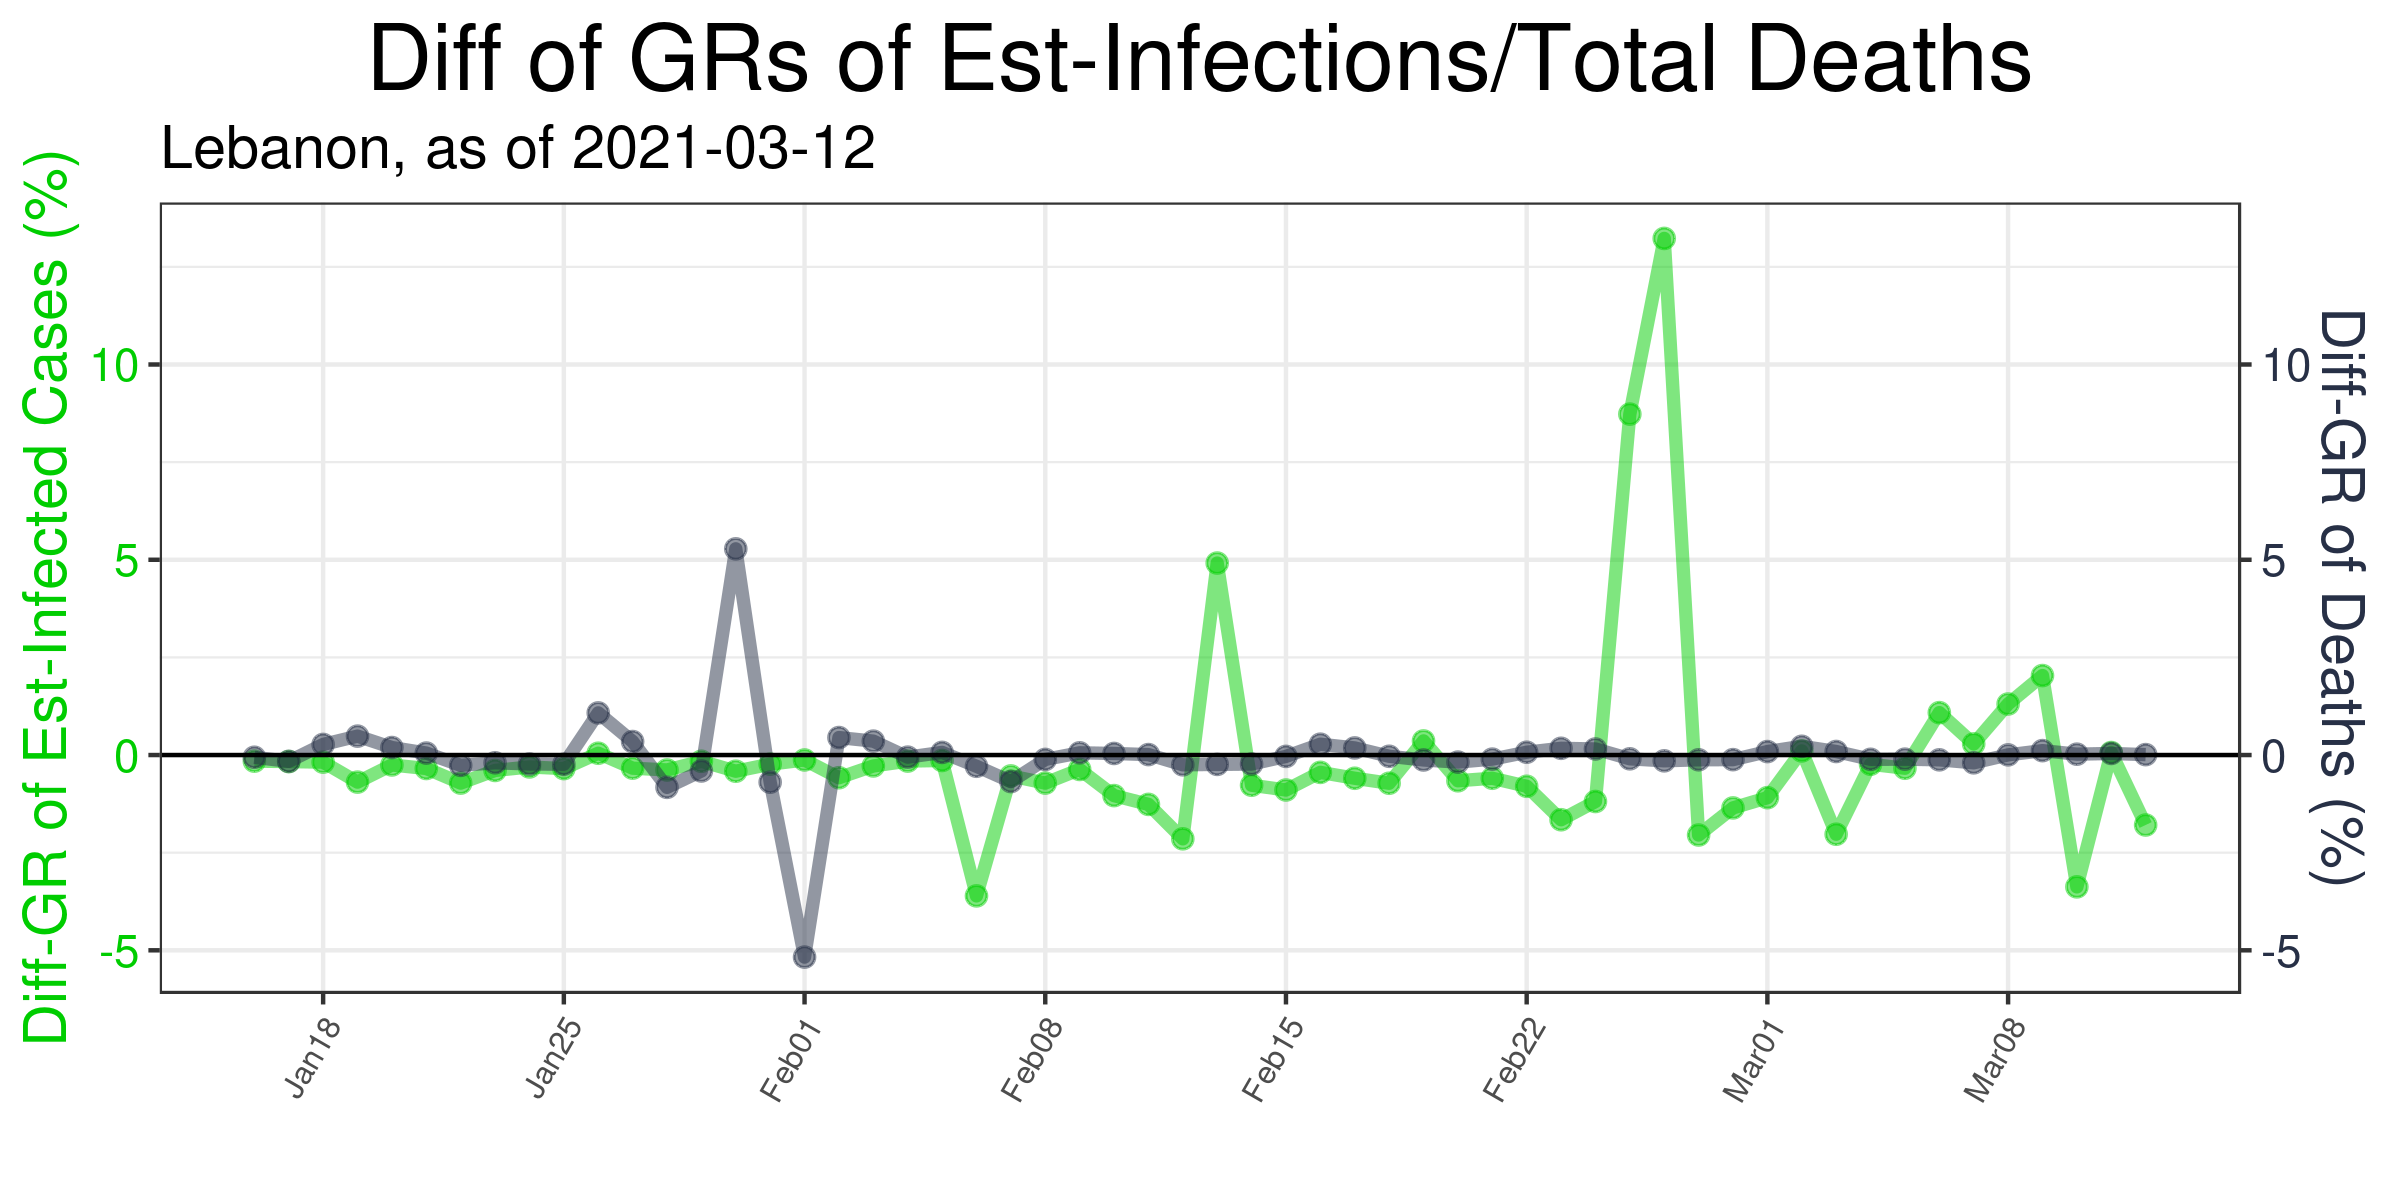 Diff of GRs of Est-Infections/Total Deaths
Lebanon, as of 2021-03-12
Diff-GR of Est-Infected Cases (%)
10
5
0
-5
10
5
0
-5
Diff-GR of Deaths (%)
Jan18
Jan25
Feb01
Feb08
Feb15
Feb22
Mar01
Mar08